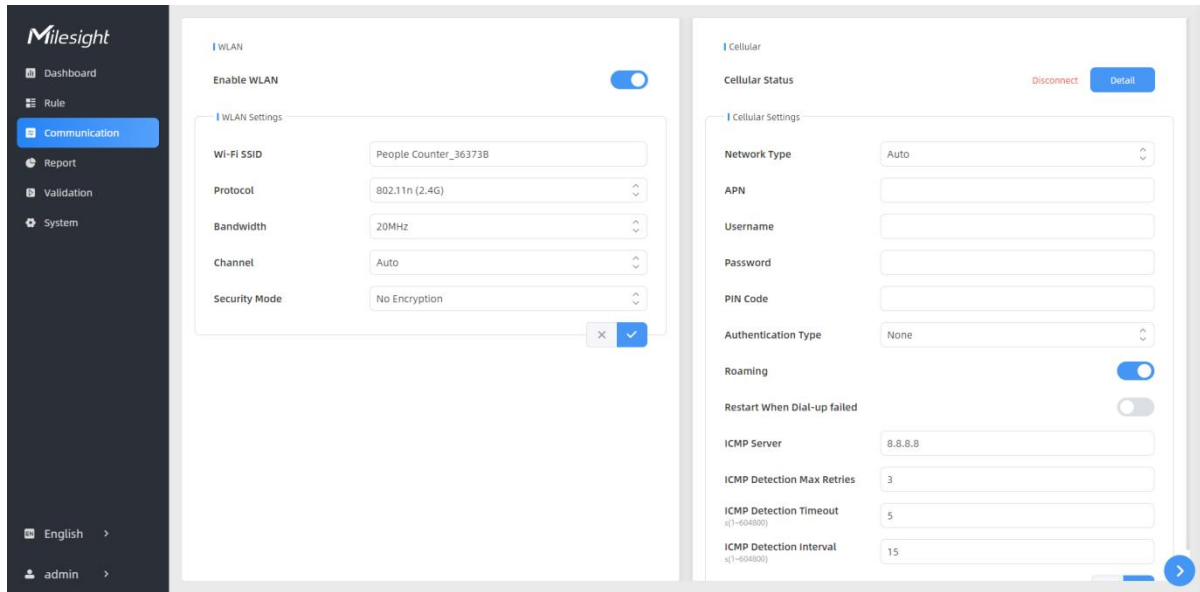 Milesight
Dashboard
Rule
Communication
Report
Validation
System
EN English >
admin >
WLAN
Enable WLAN
WLAN Settings
Wi-Fi SSID People Counter_36373B
Protocol 802.11n (2.4G)
Bandwidth 20MHz
Channel Auto
Security Mode No Encryption
Cellular
Cellular Status Disconnect Detail
Cellular Settings
Network Type Auto
APN
Username
Password
PIN Code
Authentication Type None
Roaming
Restart When Dial-up failed
ICMP Server 8.8.8.8
ICMP Detection Max Retries 3
ICMP Detection Timeout 5
s(1~604800)
ICMP Detection Interval 15
s(1~604800)